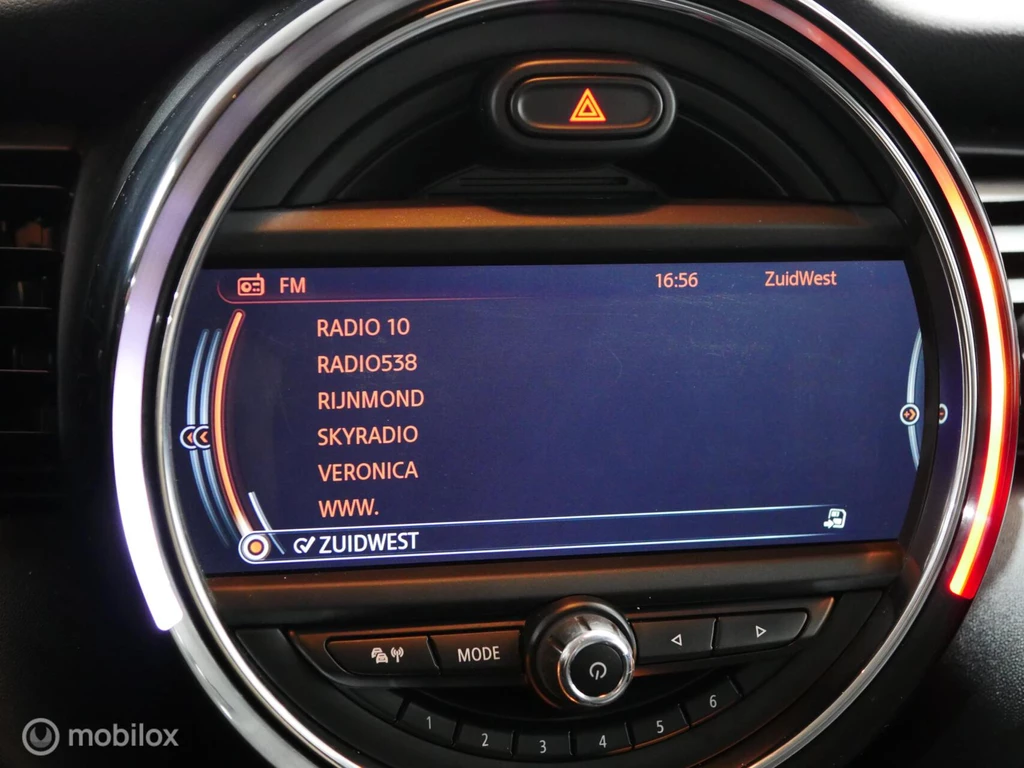 FM 16:56 ZuidWest
RADIO 10
RADIO538
RIJNMOND
SKYRADIO
VERONICA
WWW.
ZUIDWEST
MODE
1 2 3 4 5 6
mobilox